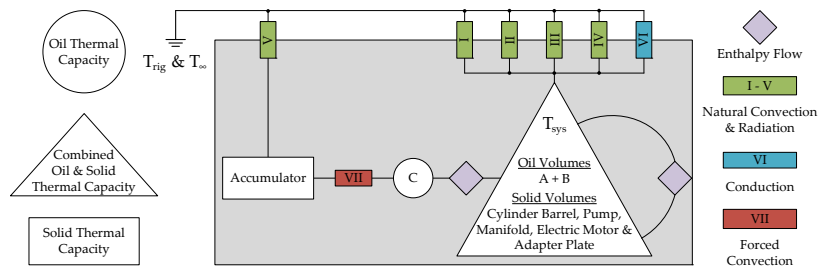 Oil Thermal
Capacity
Combined
Oil & Solid
Thermal Capacity
Solid Thermal
Capacity
T_rig & T_∞
V
I
II
III
IV
VI
Accumulator
VII
C
T_sys
Oil Volumes
A + B
Solid Volumes
Cylinder Barrel, Pump,
Manifold, Electric Motor &
Adapter Plate
Enthalpy Flow
I - V
Natural Convection
& Radiation
VI
Conduction
VII
Forced
Convection